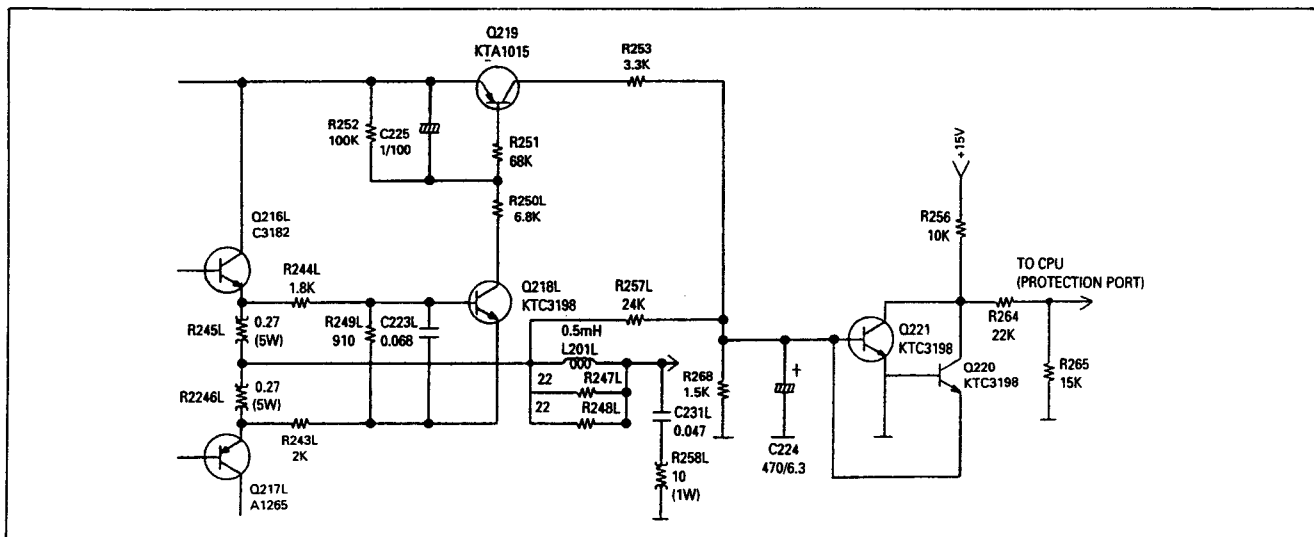 Q219
KTA1015
R253
3.3K
R252
100K
C225
1/100
R251
68K
R250L
6.8K
+15V
R256
10K
Q216L
C3182
R244L
1.8K
Q218L
KTC3198
R257L
24K
TO CPU
(PROTECTION PORT)
R264
22K
R245L
0.27
(5W)
R249L
910
C223L
0.068
0.5mH
L201L
Q221
KTC3198
Q220
KTC3198
R265
15K
R2246L
0.27
(5W)
22
R247L
22
R248L
R268
1.5K
+
C231L
0.047
R243L
2K
C224
470/6.3
R258L
10
(1W)
Q217L
A1265